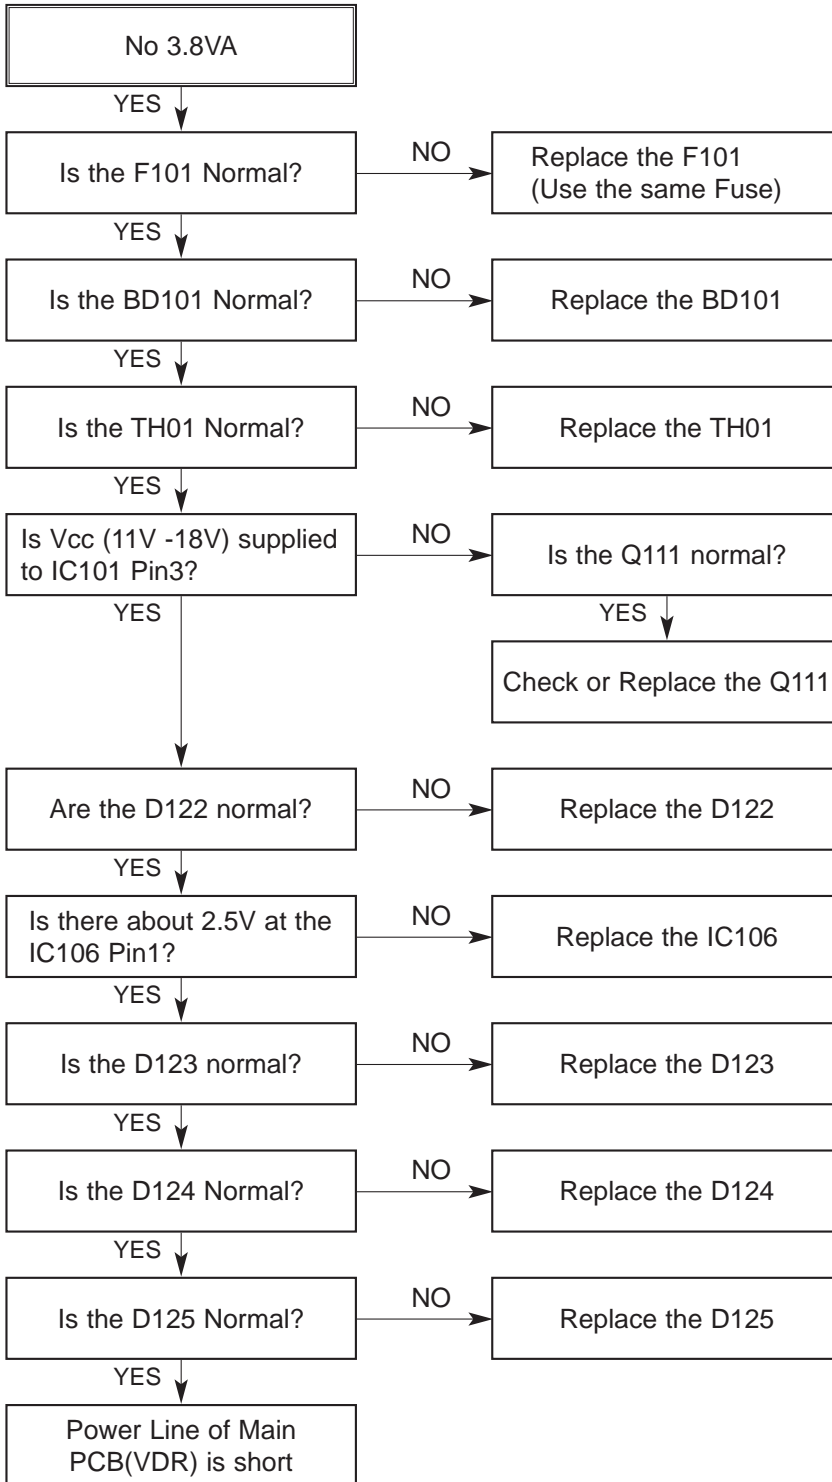 No 3.8VA
YES
Is the F101 Normal?
NO
Replace the F101
(Use the same Fuse)
YES
Is the BD101 Normal?
NO
Replace the BD101
YES
Is the TH01 Normal?
NO
Replace the TH01
YES
Is Vcc (11V -18V) supplied
to IC101 Pin3?
NO
Is the Q111 normal?
YES
YES
Check or Replace the Q111
Are the D122 normal?
NO
Replace the D122
YES
Is there about 2.5V at the
IC106 Pin1?
NO
Replace the IC106
YES
Is the D123 normal?
NO
Replace the D123
YES
Is the D124 Normal?
NO
Replace the D124
YES
Is the D125 Normal?
NO
Replace the D125
YES
Power Line of Main
PCB(VDR) is short